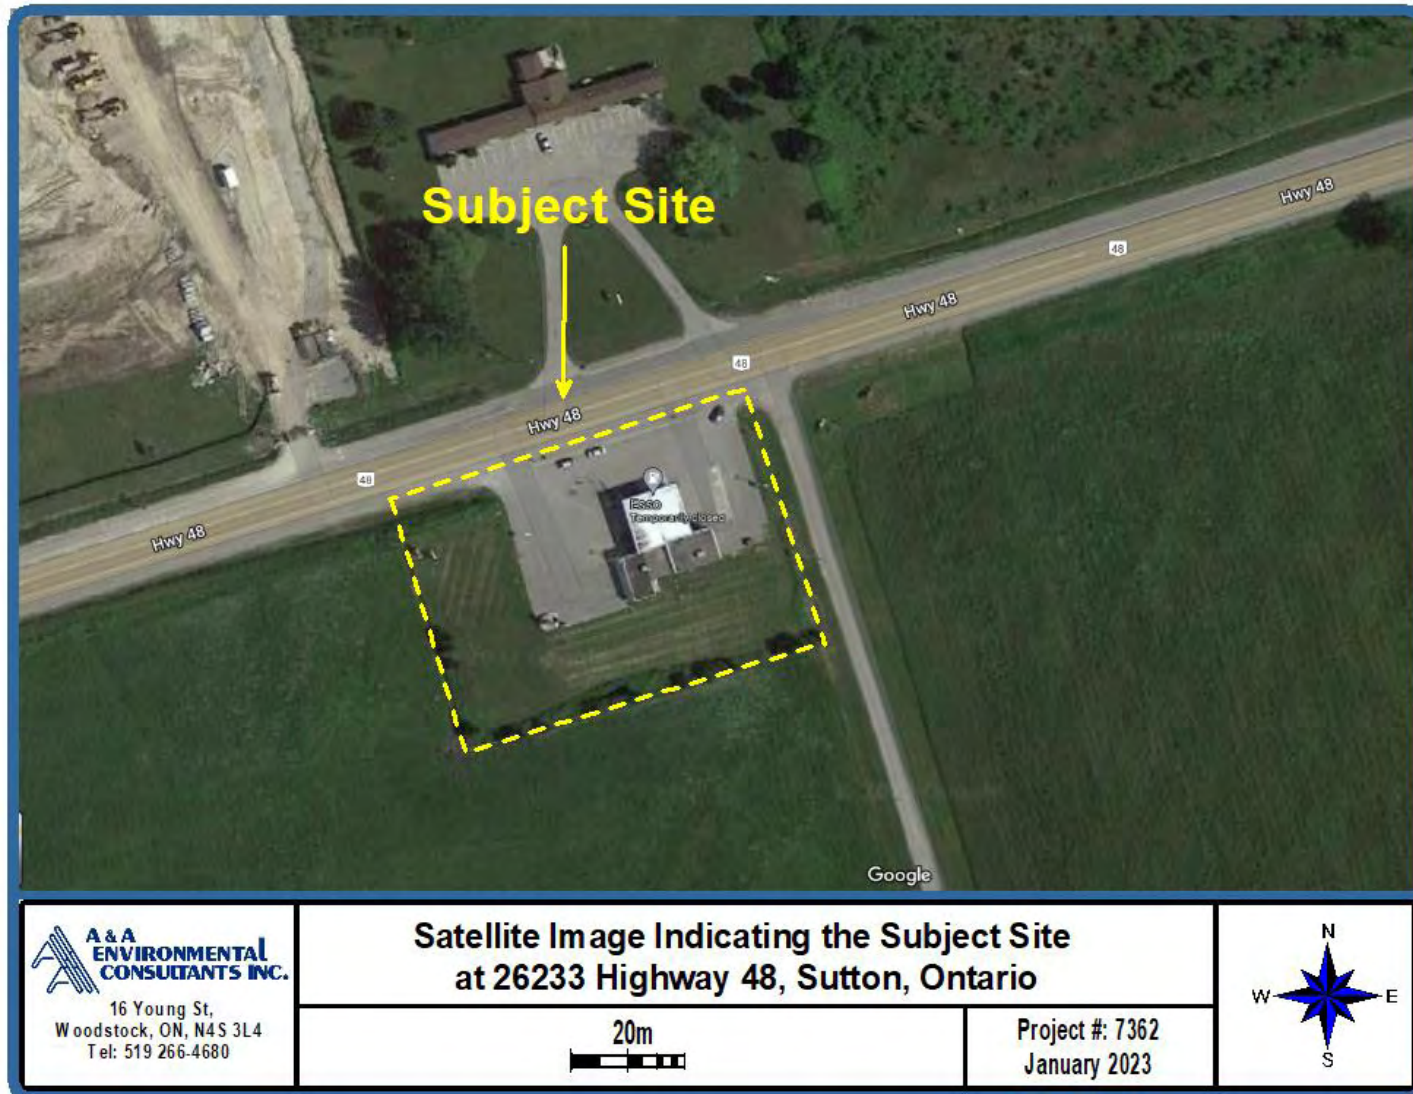 Subject Site
Hwy 48
48
Hwy 48
48
Hwy 48
48
Hwy 48
ESSO
Temporarily closed
Google
A & A
ENVIRONMENTAL
CONSULTANTS INC.
16 Young St,
Woodstock, ON, N4S 3L4
Tel: 519 266-4680
Satellite Image Indicating the Subject Site
at 26233 Highway 48, Sutton, Ontario
20m
Project #: 7362
January 2023
N
W
E
S